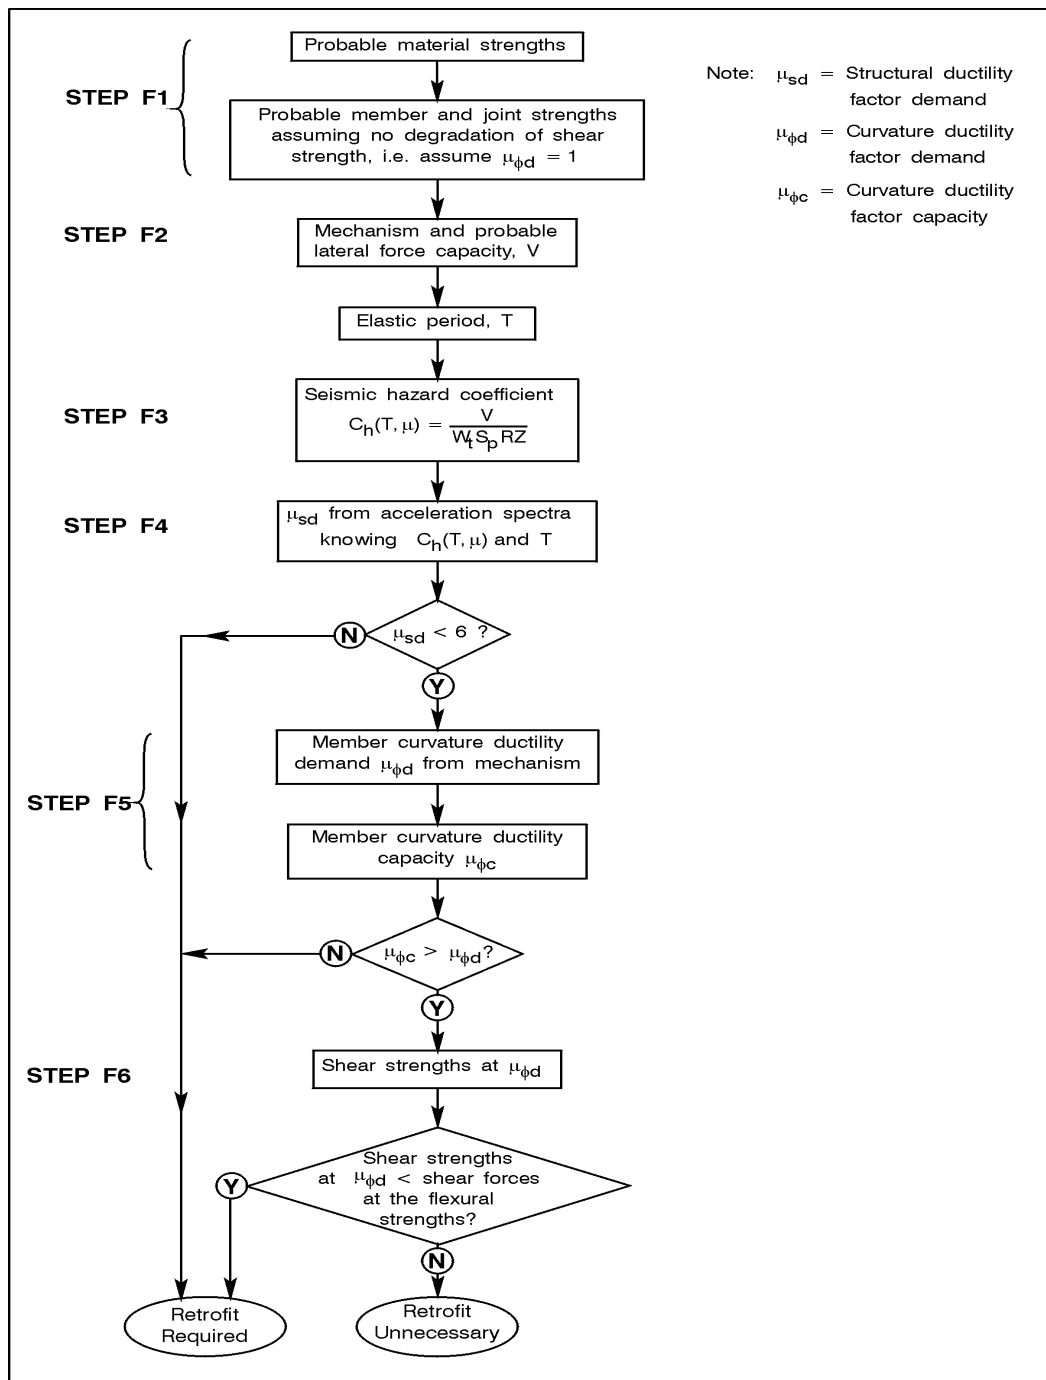 Probable material strengths
STEP F1
Probable member and joint strengths
assuming no degradation of shear
strength, i.e. assume μϕd = 1
Note: μsd = Structural ductility
factor demand
μϕd = Curvature ductility
factor demand
μϕc = Curvature ductility
factor capacity
STEP F2
Mechanism and probable
lateral force capacity, V
Elastic period, T
STEP F3
Seismic hazard coefficient
Ch(T, μ) = V / WtSpRZ
STEP F4
μsd from acceleration spectra
knowing Ch(T, μ) and T
μsd < 6 ?
N
Y
STEP F5
Member curvature ductility
demand μϕd from mechanism
Member curvature ductility
capacity μϕc
μϕc > μϕd?
N
Y
STEP F6
Shear strengths at μϕd
Shear strengths
at μϕd < shear forces
at the flexural
strengths?
Y
N
Retrofit
Required
Retrofit
Unnecessary